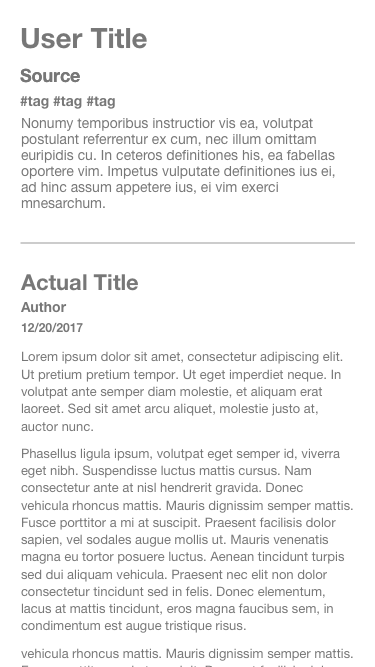 User Title
Source
#tag #tag #tag
Nonumy temporibus instructior vis ea, volutpat
postulant referrentur ex cum, nec illum omittam
euripidis cu. In ceteros definitiones his, ea fabellas
oportere vim. Impetus vulputate definitiones ius ei,
ad hinc assum appetere ius, ei vim exerci
mnesarchum.
Actual Title
Author
12/20/2017
Lorem ipsum dolor sit amet, consectetur adipiscing elit.
Ut pretium pretium tempor. Ut eget imperdiet neque. In
volutpat ante semper diam molestie, et aliquam erat
laoreet. Sed sit amet arcu aliquet, molestie justo at,
auctor nunc.
Phasellus ligula ipsum, volutpat eget semper id, viverra
eget nibh. Suspendisse luctus mattis cursus. Nam
consectetur ante at nisl hendrerit gravida. Donec
vehicula rhoncus mattis. Mauris dignissim semper mattis.
Fusce porttitor a mi at suscipit. Praesent facilisis dolor
sapien, vel sodales augue mollis ut. Mauris venenatis
magna eu tortor posuere luctus. Aenean tincidunt turpis
sed dui aliquam vehicula. Praesent nec elit non dolor
consectetur tincidunt sed in felis. Donec elementum,
lacus at mattis tincidunt, eros magna faucibus sem, in
condimentum est augue tristique risus.
vehicula rhoncus mattis. Mauris dignissim semper mattis.